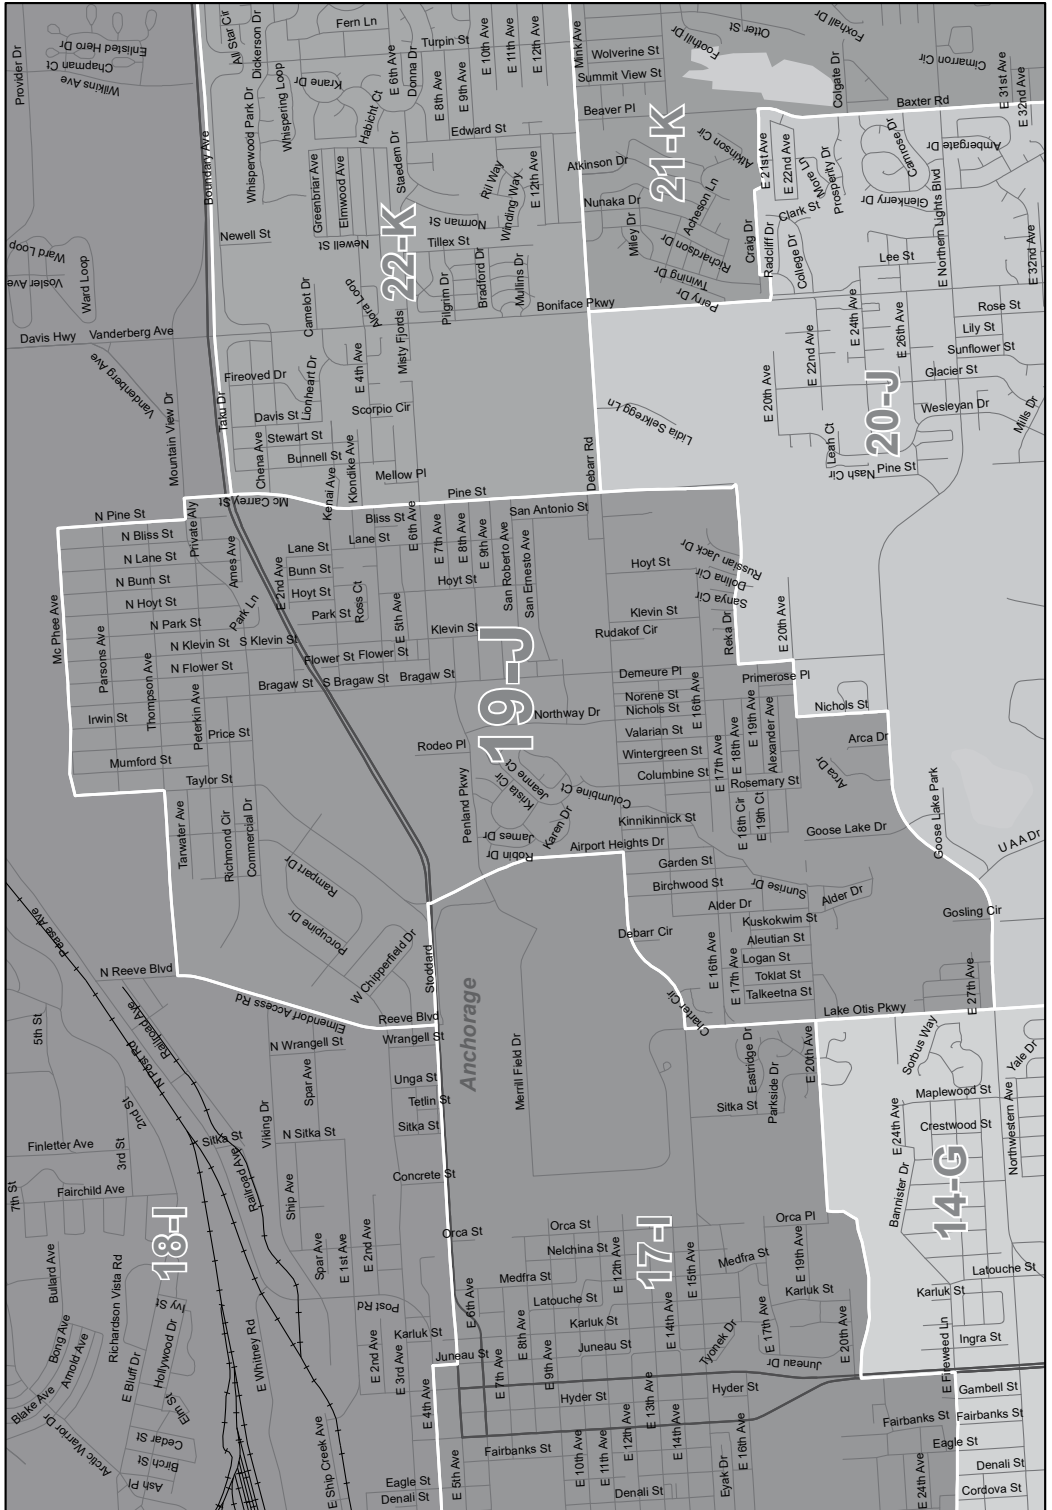 Provider Dr
Enlisted Hero Dr
Chapman Ct
Wilkins Ave
All Star Cir
Dickerson Dr
Fern Ln
Turpin St
E 10th Ave
E 11th Ave
E 12th Ave
Mink Ave
Wolverine St
Foothill Dr
Otter St
Foxhall Dr
Cimarron Cir
E 31st Ave
E 32nd Ave
Whispering Loop
Krane Dr
E 6th Ave
Donna Dr
E 8th Ave
E 9th Ave
Summit View St
Colgate Dr
Whisperwood Dr
Whisperwood Park Dr
Habicht Ct
Beaver Pl
21-K
Baxter Rd
Boundary Ave
Edward St
Atkinson Cir
E 21st Ave
E 22nd Ave
More Ln
Prosperity Dr
Camrose Dr
Ambergate Dr
Greenbriar Ave
Elmwood Ave
Staedem Dr
Ril Way
E 12th Ave
Atkinson Dr
Acheson Ln
Glenkerry Dr
E Northern Lights Blvd
Ward Loop
Vosler Ave
Ward Loop
Newell St
Newell St
22-K
Norman St
Winding Way
Tillex St
Nunaka Dr
Miley Dr
Richardson Dr
Twining Dr
Craig Dr
Radcliff Dr
Clark St
College Dr
Lee St
E 32nd Ave
Camelot Dr
Ajora Loop
Pilgrim Dr
Bradford Dr
Mullins Dr
Boniface Pkwy
Perry Dr
Rose St
Davis Hwy
Vanderberg Ave
Vandenberg Ave
Misty Fjords
E 22nd Ave
E 24th Ave
E 26th Ave
Lily St
Sunflower St
Mountain View Dr
Taku Dr
Fireoved Dr
Lionheart Dr
E 4th Ave
Scorpio Cir
Lidia Selkregg Ln
E 20th Ave
20-J
Glacier St
Wesleyan Dr
Mills Dr
Davis St
Stewart St
Bunnell St
Chena Ave
Kenai Ave
Klondike Ave
Mellow Pl
Debarr Rd
Leah Ct
Nash Cir
Pine St
Mc Carrey St
Pine St
N Pine St
N Bliss St
N Lane St
N Bunn St
N Hoyt St
N Park St
N Klevin St
S Klevin St
N Flower St
Private Aly
Ames Ave
Park Ln
Lane St
Bunn St
Hoyt St
Park St
E 2nd Ave
Ross Ct
Lane St
Bliss St
E 6th Ave
E 7th Ave
E 8th Ave
E 9th Ave
San Roberto Ave
San Ernesto Ave
San Antonio St
Hoyt St
Hoyt St
Russian Jack Dr
Dolina Cir
Sanya Cir
Mc Phee Ave
Parsons Ave
Thompson Ave
Peterkin Ave
Flower St
Flower St
E 5th Ave
Klevin St
19-J
Klevin St
Rudakof Cir
Reka Dr
E 20th Ave
Bragaw St
S Bragaw St
Bragaw St
Demeure Pl
Primerose Pl
Irwin St
Price St
Northway Dr
Norene St
Nichols St
E 16th Ave
Nichols St
Mumford St
Taylor St
Rodeo Pl
Valarian St
Wintergreen St
Columbine St
E 17th Ave
E 18th Ave
E 19th Ave
Alexander Ave
Rosemary St
Arca Dr
Arca Dr
Tarwater Ave
Richmond Cir
Commercial Dr
Penland Pkwy
Krista Cir
Jeanne Ct
Columbine Ct
Kinnikinnick St
E 18th Cir
E 19th Ct
Goose Lake Dr
Goose Lake Park
U A A Dr
James Dr
Karen Dr
Robin Dr
Airport Heights Dr
Rampart Dr
Garden St
Birchwood St
Sunrise Dr
Alder Dr
Alder Dr
Pease Ave
Porcupine Dr
W Chipperfield Dr
Debarr Cir
Kuskokwim St
Aleutian St
Logan St
Toklat St
Talkeetna St
E 16th Ave
E 17th Ave
Gosling Cir
E 27th Ave
N Reeve Blvd
Elmendorf Access Rd
Reeve Blvd
Stoddard
Anchorage
Merrill Field Dr
Charter Cir
Lake Otis Pkwy
5th St
N Post Rd
Railroad Ave
N Wrangell St
Wrangell St
Spar Ave
Unga St
Tetlin St
Sitka St
Eastridge Dr
Parkside Dr
E 20th Ave
Sitka St
Sorbus Way
Yale Dr
Maplewood St
Crestwood St
Northwestern Ave
2nd St
3rd St
Finletter Ave
Sitka St
Viking Dr
N Sitka St
7th St
Fairchild Ave
Railroad Ave
Ship Ave
Concrete St
E 24th Ave
Bannister Dr
14-G
18-I
Spar Ave
E 1st Ave
E 2nd Ave
Orca St
Orca St
17-I
Orca Pl
Bullard Ave
Richardson Vista Rd
Ivy St
Post Rd
E 6th Ave
Nelchina St
Medfra St
Medfra St
E 12th Ave
E 15th Ave
E 19th Ave
Latouche St
Latouche St
Karluk St
Karluk St
Karluk St
Karluk St
Bong Ave
Arnold Ave
Blake Ave
E Bluff Dr
Hollywood Dr
E Whitney Rd
E 2nd Ave
E 3rd Ave
Juneau St
Juneau St
E 8th Ave
E 9th Ave
E 7th Ave
E 14th Ave
Tyonek Dr
E 17th Ave
Juneau Dr
E 20th Ave
E Fireweed Ln
Ingra St
Arctic Warrior Dr
Elm St
Cedar St
Birch St
Ash Pl
E Ship Creek Ave
E 4th Ave
E 5th Ave
Hyder St
Hyder St
Fairbanks St
E 10th Ave
E 11th Ave
E 12th Ave
E 13th Ave
E 14th Ave
E 16th Ave
Eyak Dr
Gambell St
Fairbanks St
Fairbanks St
Eagle St
Eagle St
Denali St
Denali St
Denali St
E 24th Ave
Cordova St